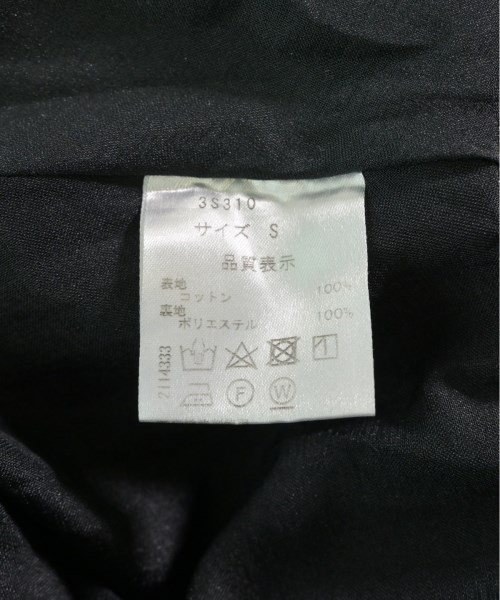 3S310
サイズ S
品質表示
表地
コットン 100%
裏地
ポリエステル 100%
2114333
F W